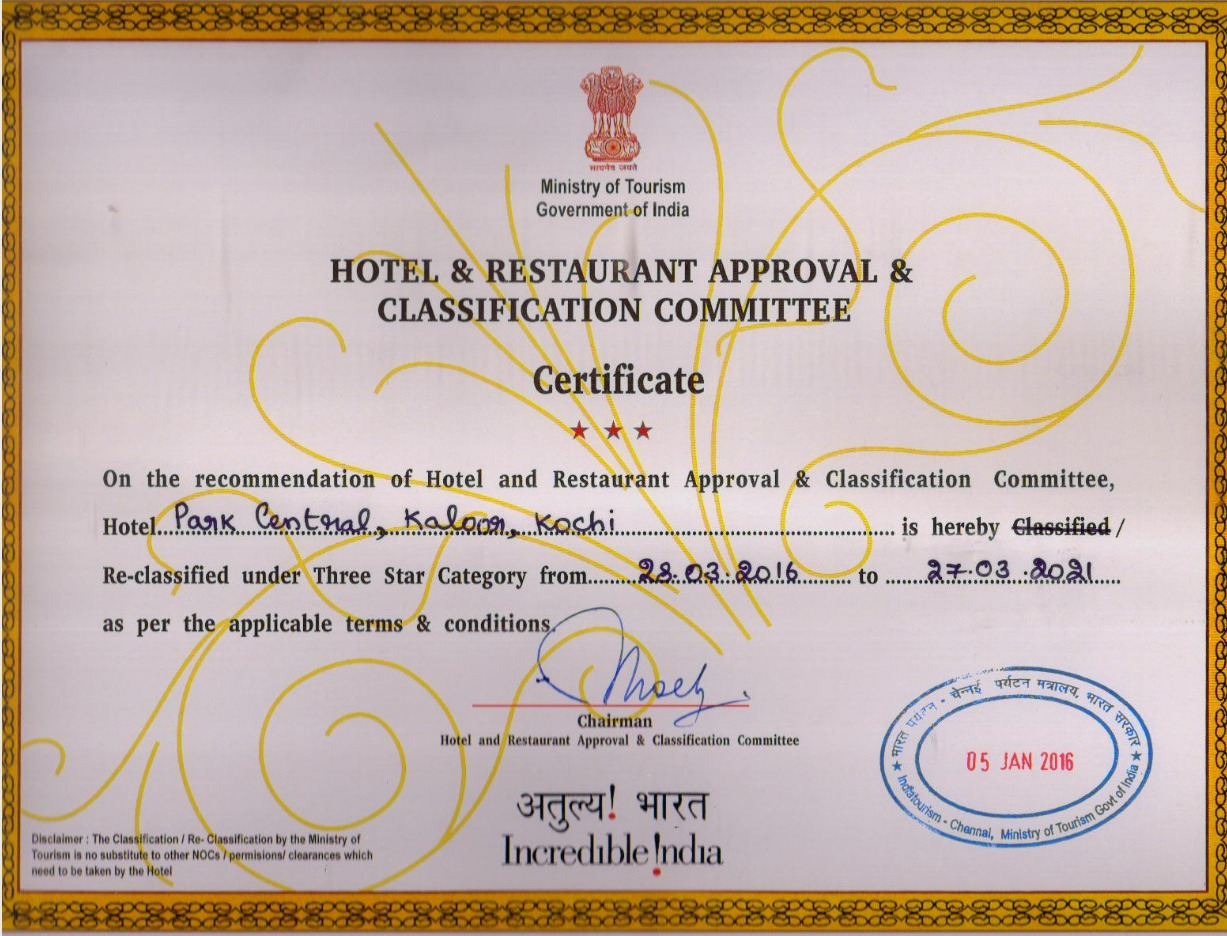 सत्यमेव जयते
Ministry of Tourism
Government of India
HOTEL & RESTAURANT APPROVAL &
CLASSIFICATION COMMITTEE
Certificate
On the recommendation of Hotel and Restaurant Approval & Classification Committee,
Hotel Park Central, Kaloor, Kochi is hereby Classified /
Re-classified under Three Star Category from 28.03.2016 to 27.03.2021
as per the applicable terms & conditions.
Chairman
Hotel and Restaurant Approval & Classification Committee
भारत पर्यटन - चेन्नई पर्यटन मंत्रालय, भारत सरकार
05 JAN 2016
Indiatourism - Chennai, Ministry of Tourism Govt of India
अतुल्य! भारत
Incredible !ndia
Disclaimer : The Classification / Re- Classification by the Ministry of
Tourism is no substitute to other NOCs / permisions/ clearances which
need to be taken by the Hotel